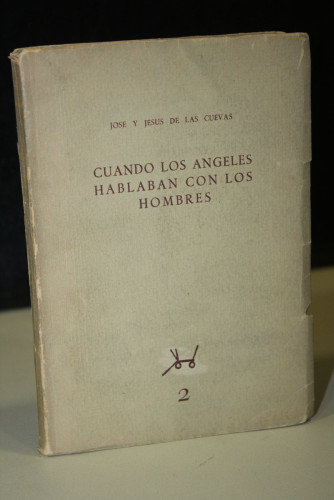 JOSE Y JESUS DE LAS CUEVAS
CUANDO LOS ANGELES
HABLABAN CON LOS
HOMBRES
2